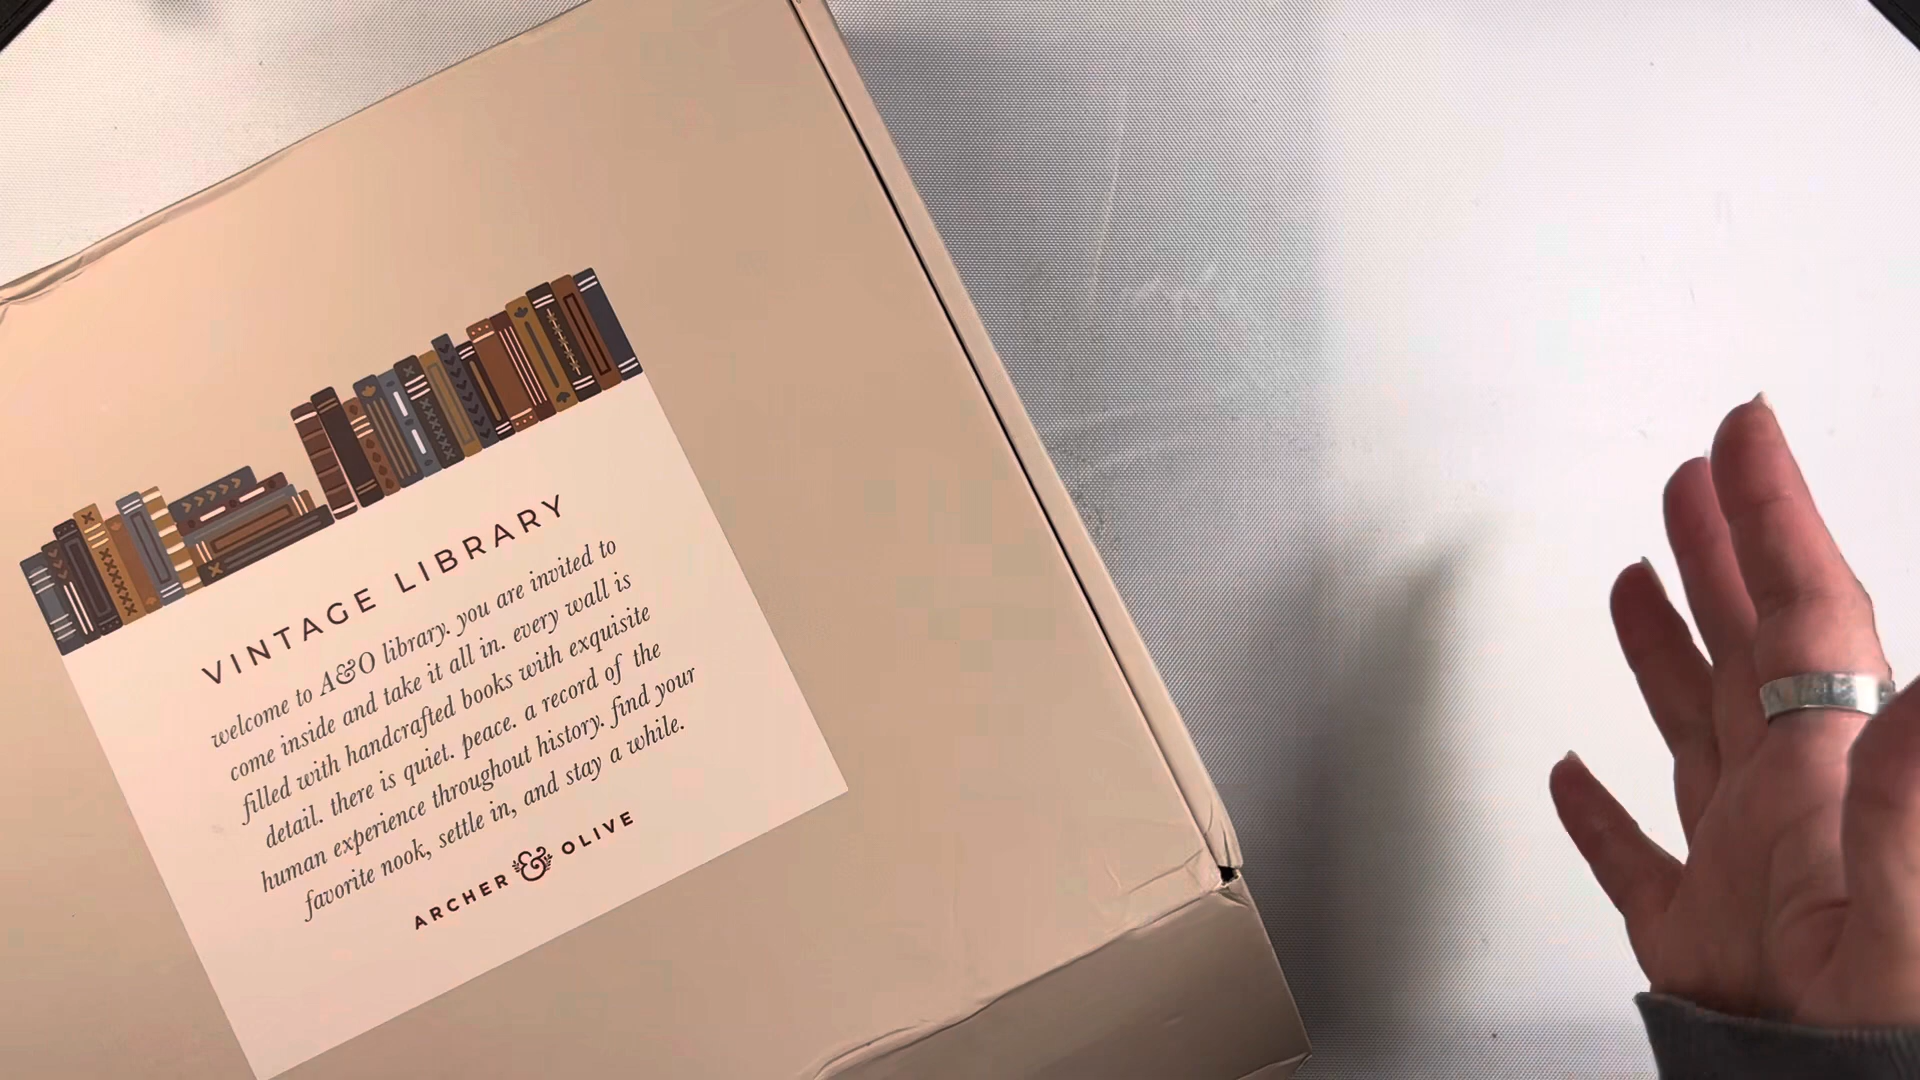 VINTAGE LIBRARY
welcome to A&O library. you are invited to
come inside and take it all in. every wall is
filled with handcrafted books with exquisite
detail. there is quiet. peace. a record of the
human experience throughout history. find your
favorite nook, settle in, and stay a while.
ARCHER & OLIVE